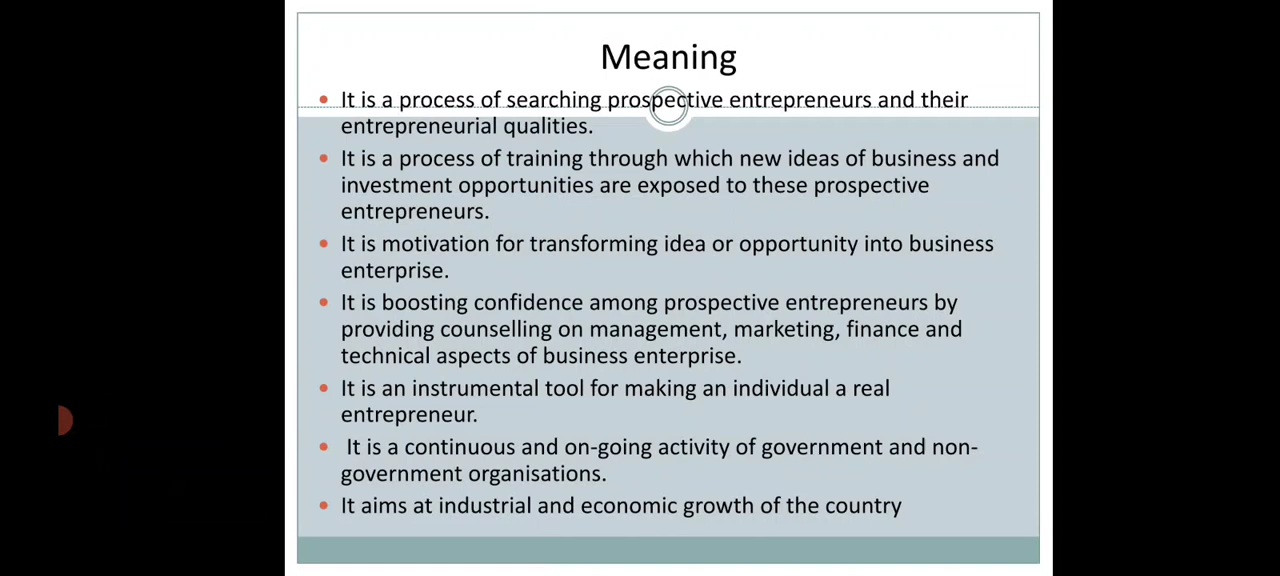 Meaning
• It is a process of searching prospective entrepreneurs and their
entrepreneurial qualities.
• It is a process of training through which new ideas of business and
investment opportunities are exposed to these prospective
entrepreneurs.
• It is motivation for transforming idea or opportunity into business
enterprise.
• It is boosting confidence among prospective entrepreneurs by
providing counselling on management, marketing, finance and
technical aspects of business enterprise.
• It is an instrumental tool for making an individual a real
entrepreneur.
• It is a continuous and on-going activity of government and non-
government organisations.
• It aims at industrial and economic growth of the country